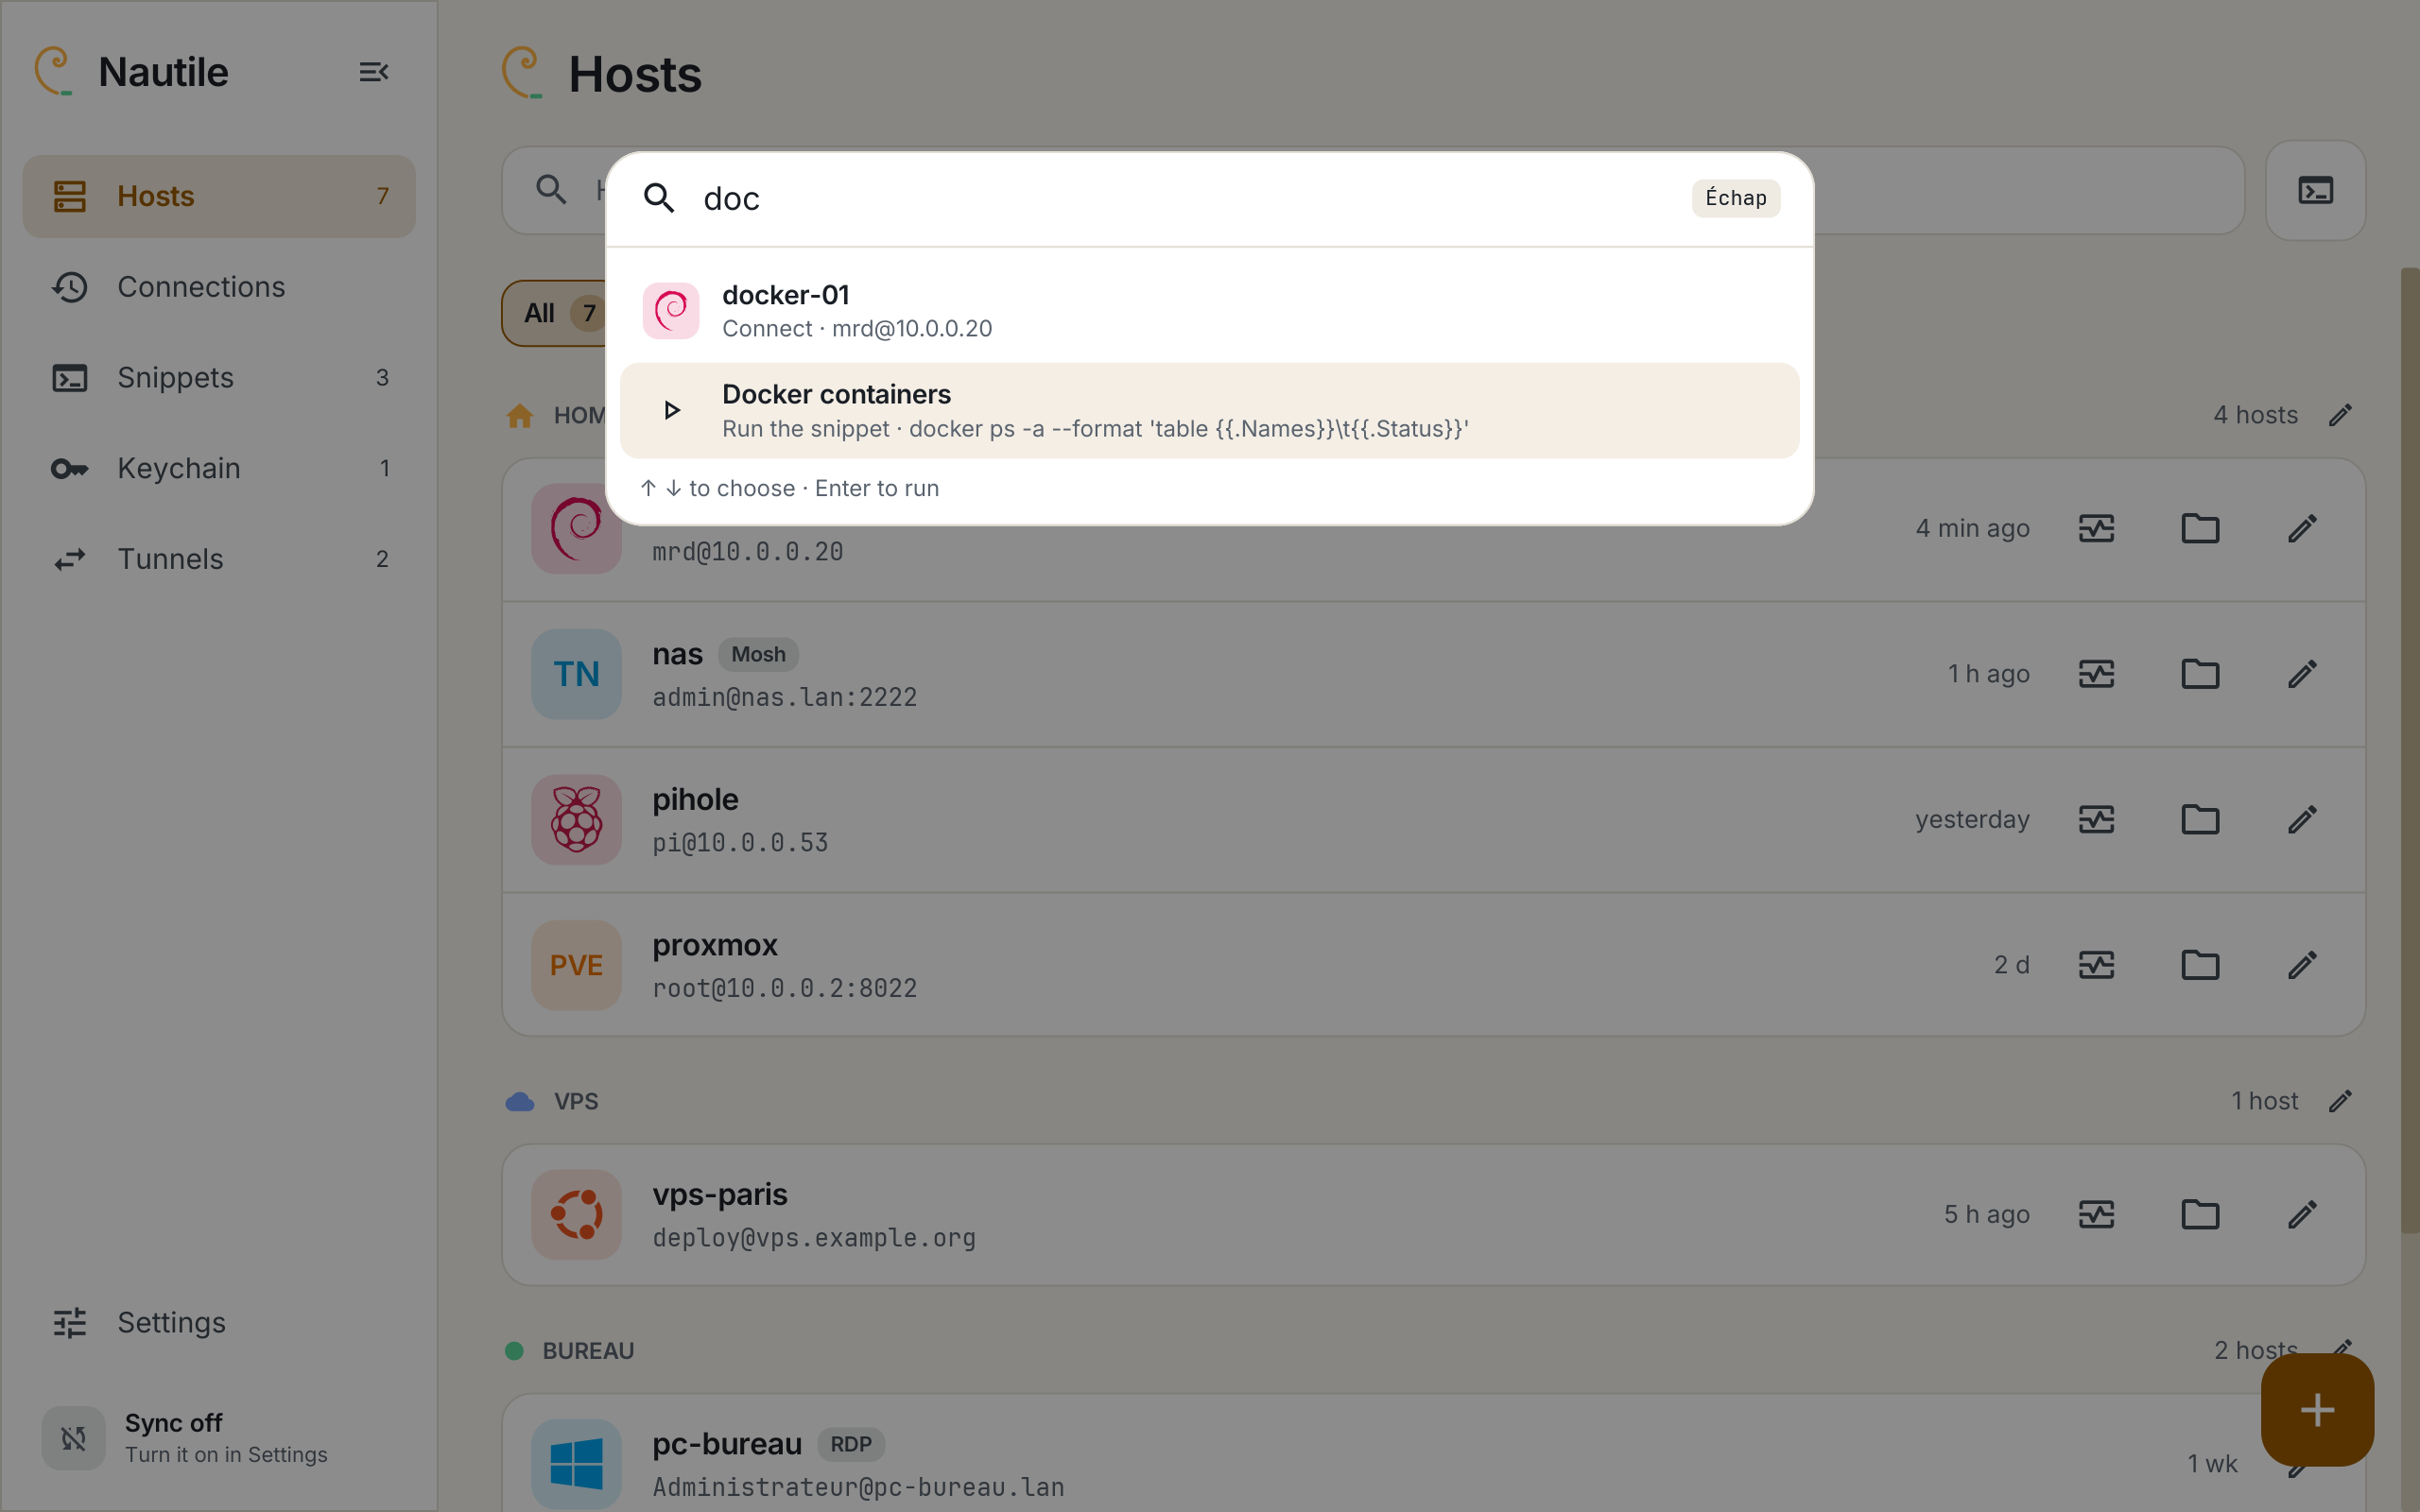 Nautile
Hosts 7
Connections
Snippets 3
Keychain 1
Tunnels 2
Settings
Sync off
Turn it on in Settings
Hosts
doc
Échap
docker-01
Connect · mrd@10.0.0.20
Docker containers
Run the snippet · docker ps -a --format 'table {{.Names}}\t{{.Status}}'
↑ ↓ to choose · Enter to run
All 7
4 hosts
mrd@10.0.0.20
4 min ago
TN
nas Mosh
admin@nas.lan:2222
1 h ago
pihole
pi@10.0.0.53
yesterday
PVE
proxmox
root@10.0.0.2:8022
2 d
VPS
1 host
vps-paris
deploy@vps.example.org
5 h ago
BUREAU
2 hosts
pc-bureau RDP
Administrateur@pc-bureau.lan
1 wk